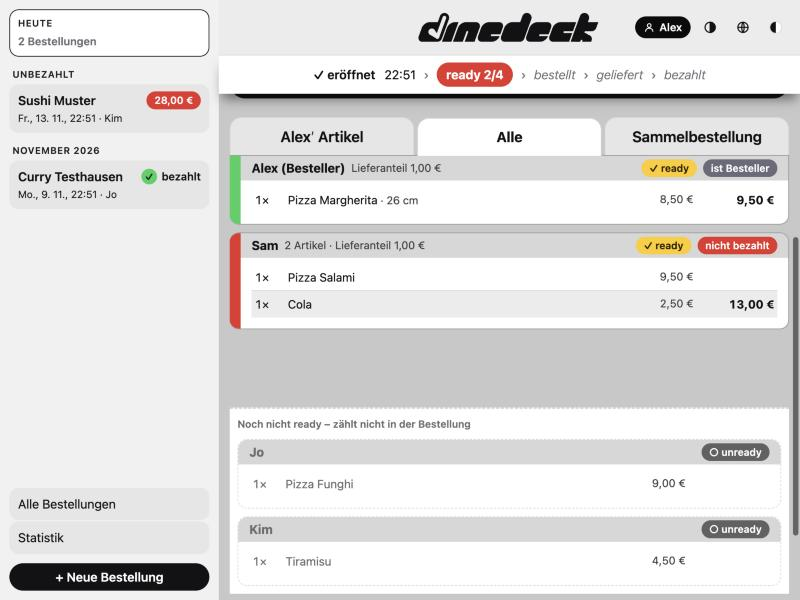 HEUTE
2 Bestellungen
UNBEZAHLT
Sushi Muster 28,00 €
Fr., 13. 11., 22:51 · Kim
NOVEMBER 2026
Curry Testhausen bezahlt
Mo., 9. 11., 22:51 · Jo
Alle Bestellungen
Statistik
+ Neue Bestellung
dinedeck
Alex
eröffnet 22:51 › ready 2/4 › bestellt › geliefert › bezahlt
Alex' Artikel
Alle
Sammelbestellung
Alex (Besteller) Lieferanteil 1,00 € ready ist Besteller
1× Pizza Margherita · 26 cm 8,50 € 9,50 €
Sam 2 Artikel · Lieferanteil 1,00 € ready nicht bezahlt
1× Pizza Salami 9,50 €
1× Cola 2,50 € 13,00 €
Noch nicht ready – zählt nicht in der Bestellung
Jo unready
1× Pizza Funghi 9,00 €
Kim unready
1× Tiramisu 4,50 €